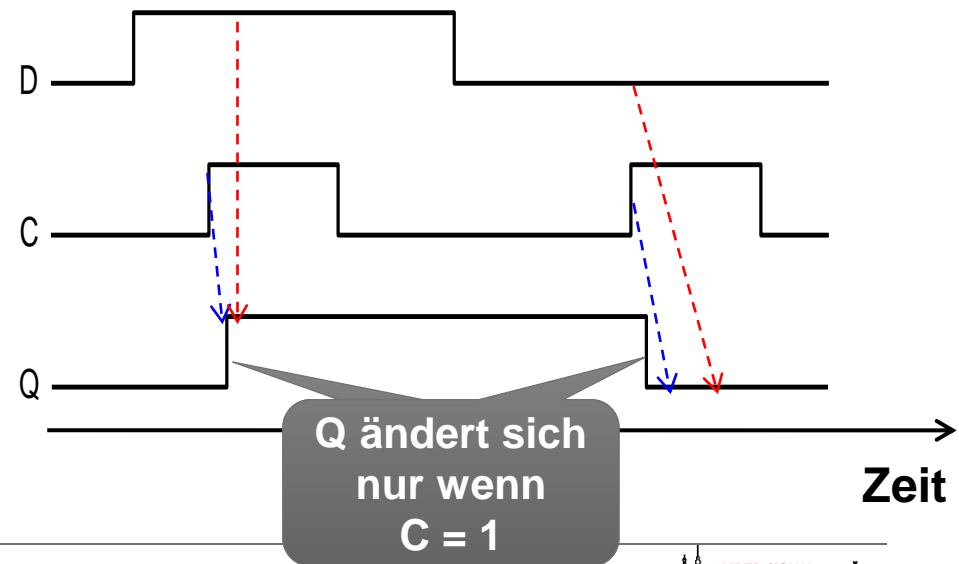 D
C
Q
Q ändert sich
nur wenn
C = 1
Zeit